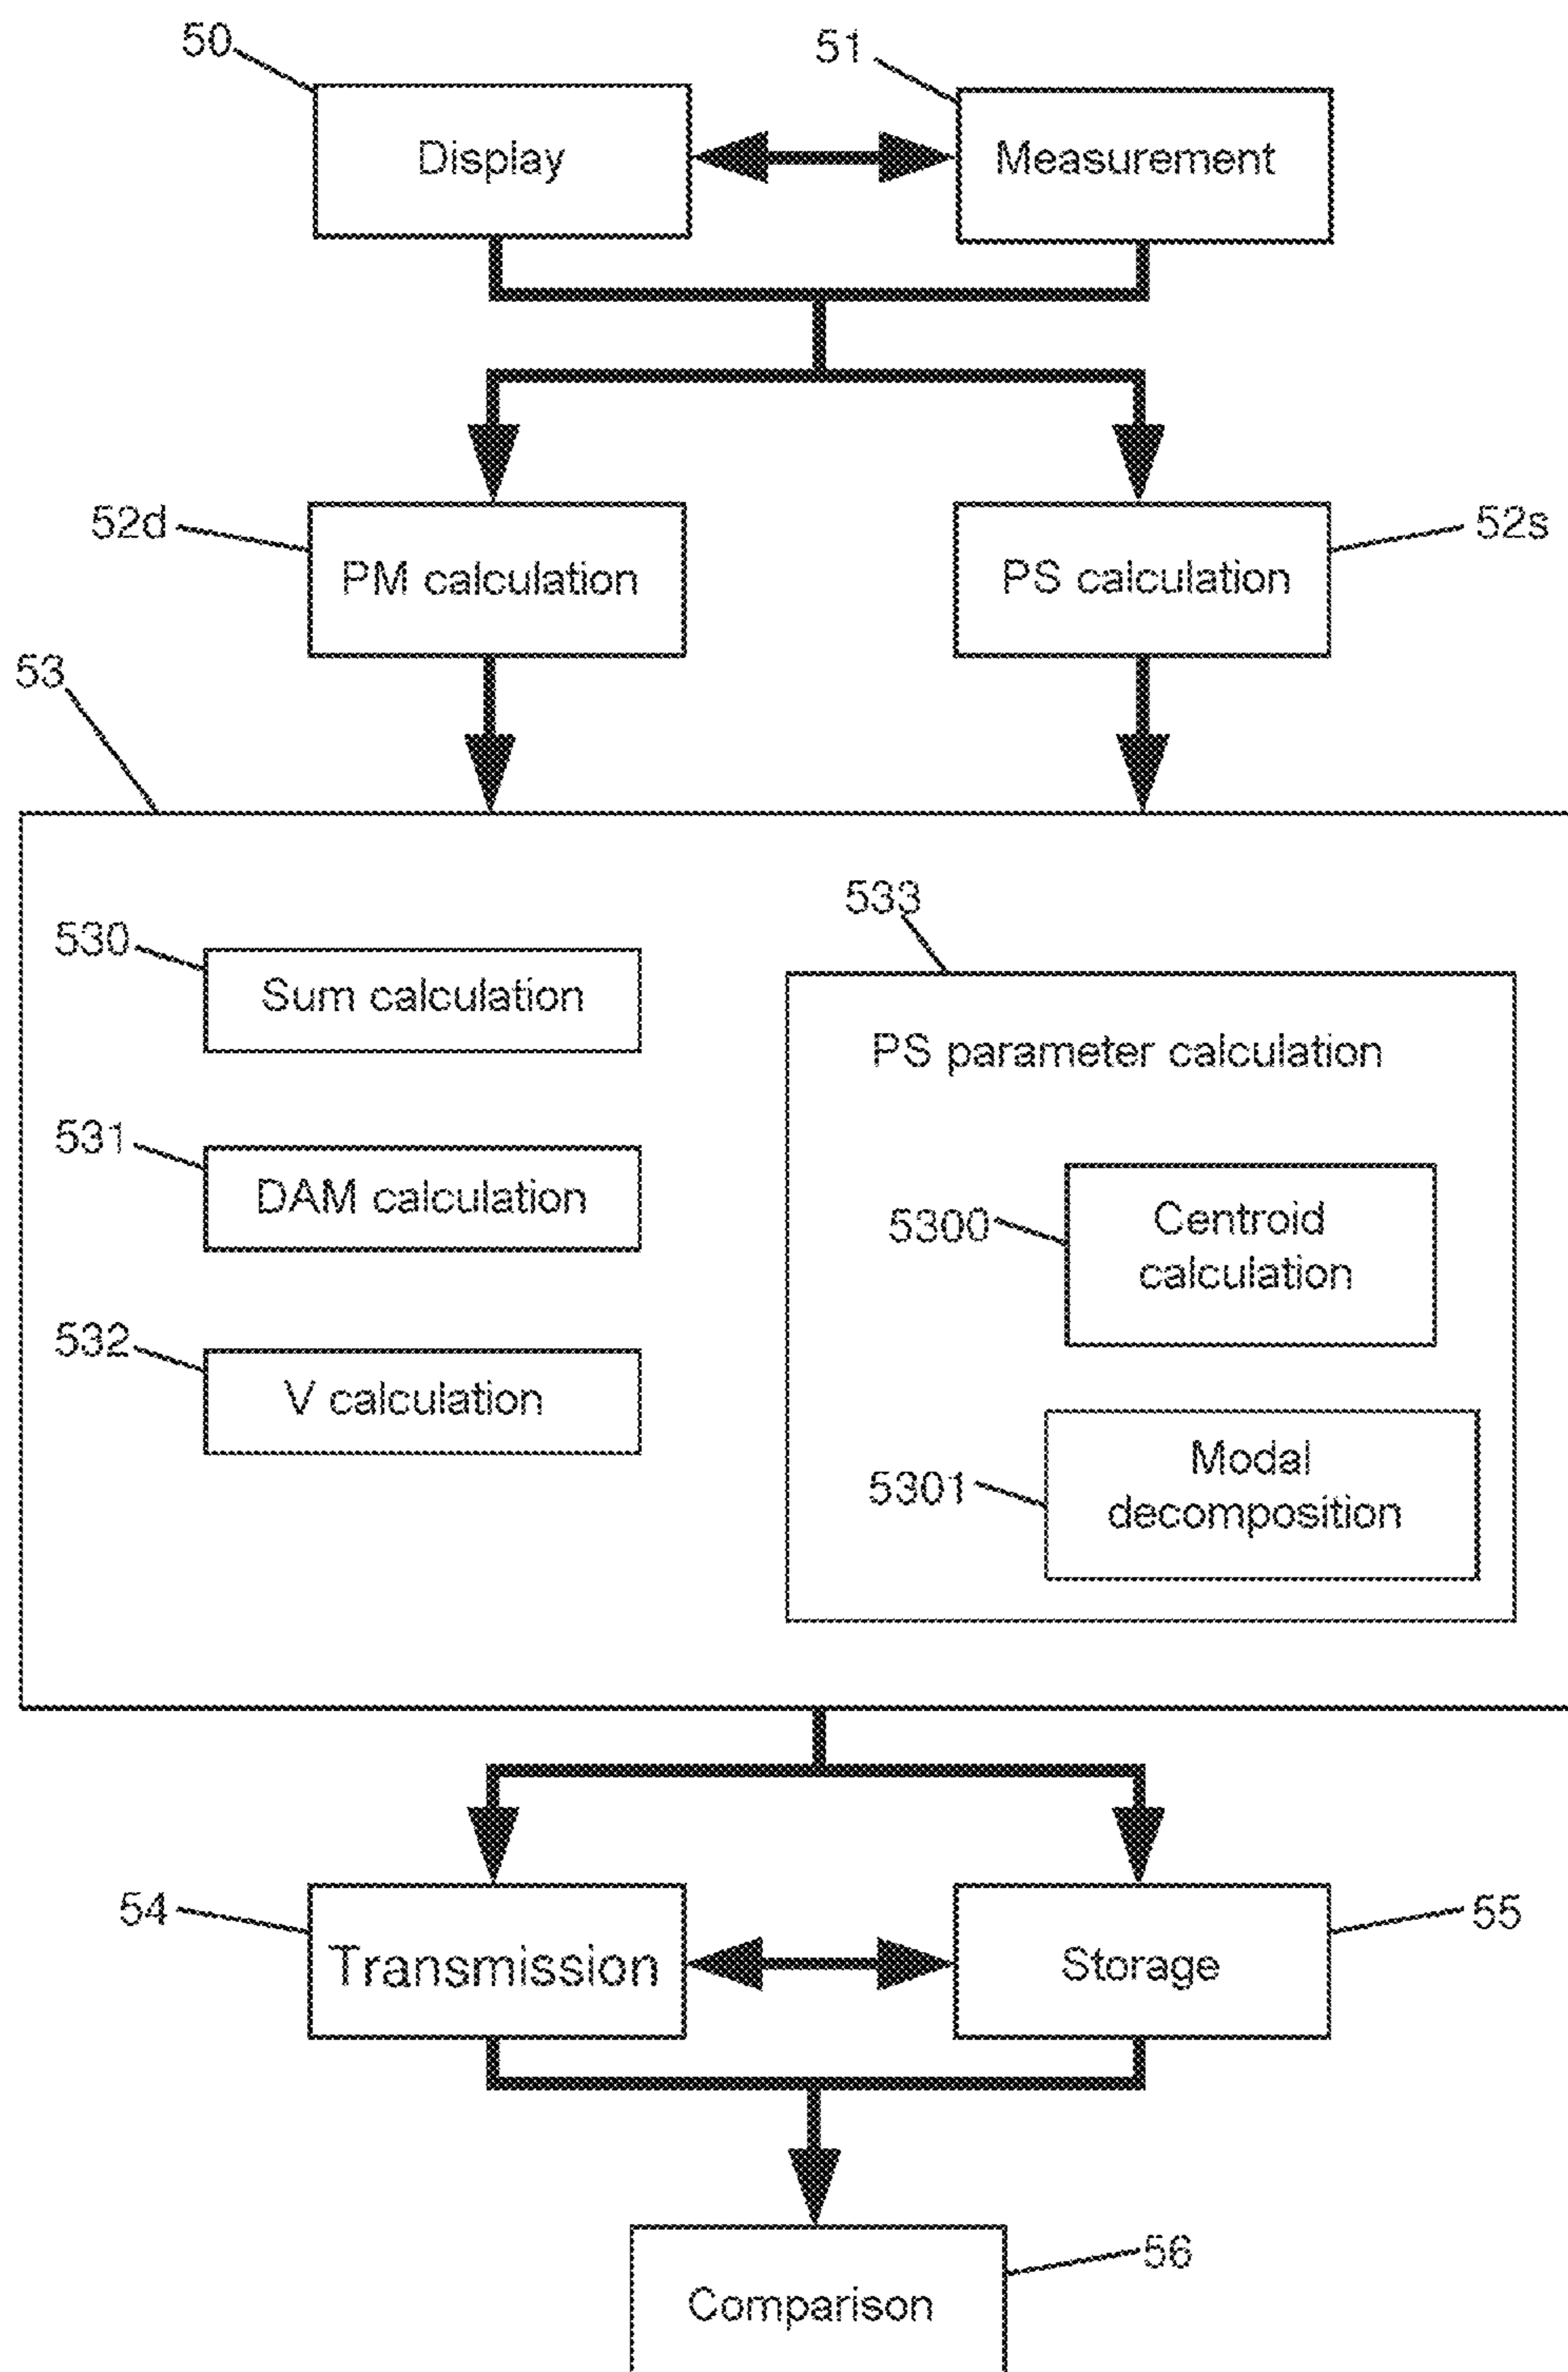 50
51
Display
Measurement
52d
52s
PM calculation
PS calculation
53
533
530
Sum calculation
PS parameter calculation
531
DAM calculation
5300
Centroid
calculation
532
V calculation
5301
Modal
decomposition
54
55
Transmission
Storage
56
Comparison